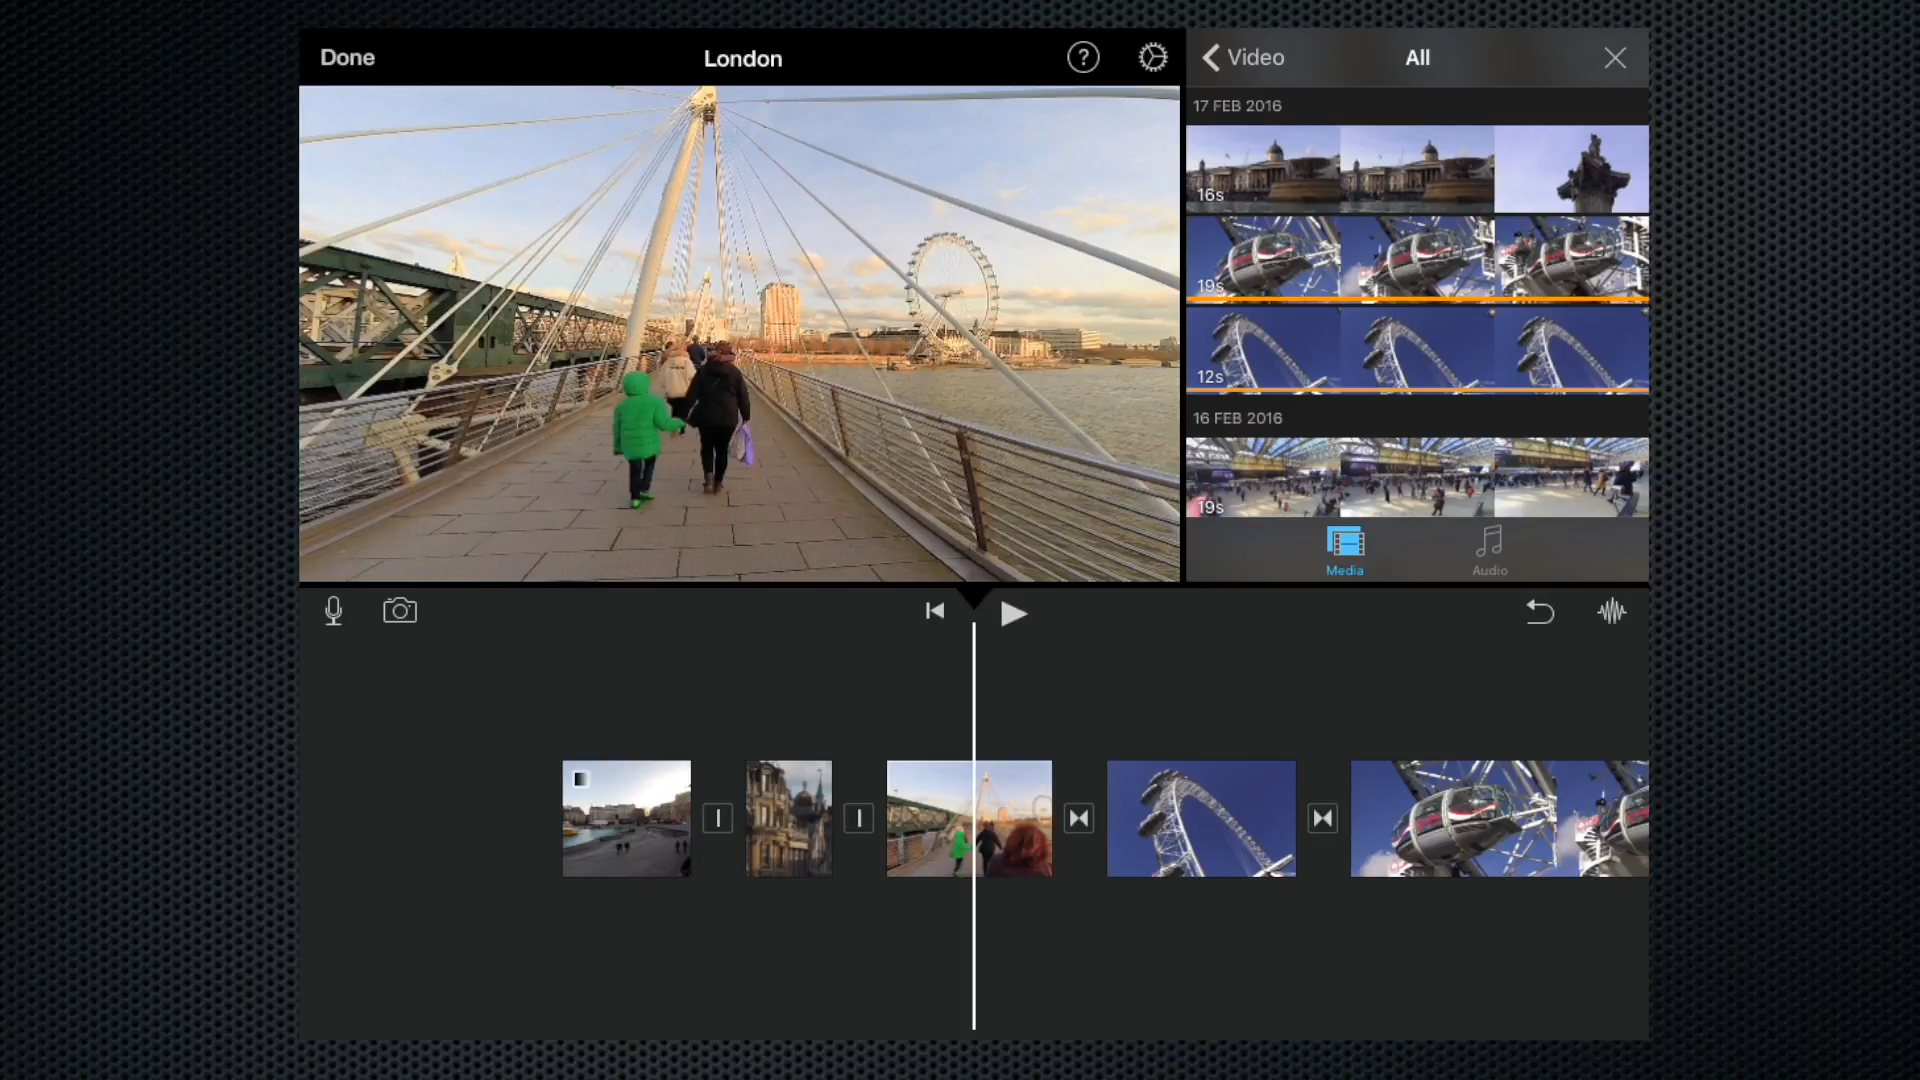 Done
London
?
Video
All
17 FEB 2016
16s
19s
12s
16 FEB 2016
19s
Media
Audio